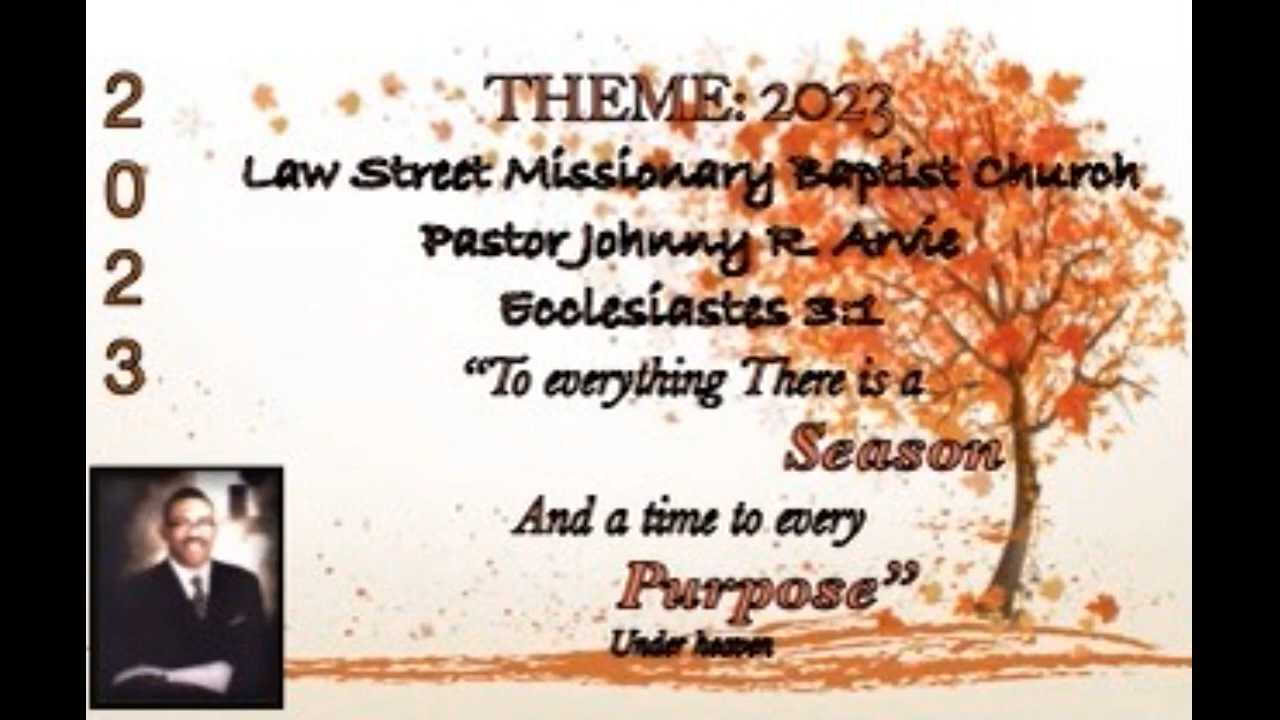 2
0
2
3
THEME: 2023
Law Street Missionary Baptist Church
Pastor Johnny R. Arvie
Ecclesiastes 3:1
“To everything There is a
Season
And a time to every
Purpose”
Under heaven